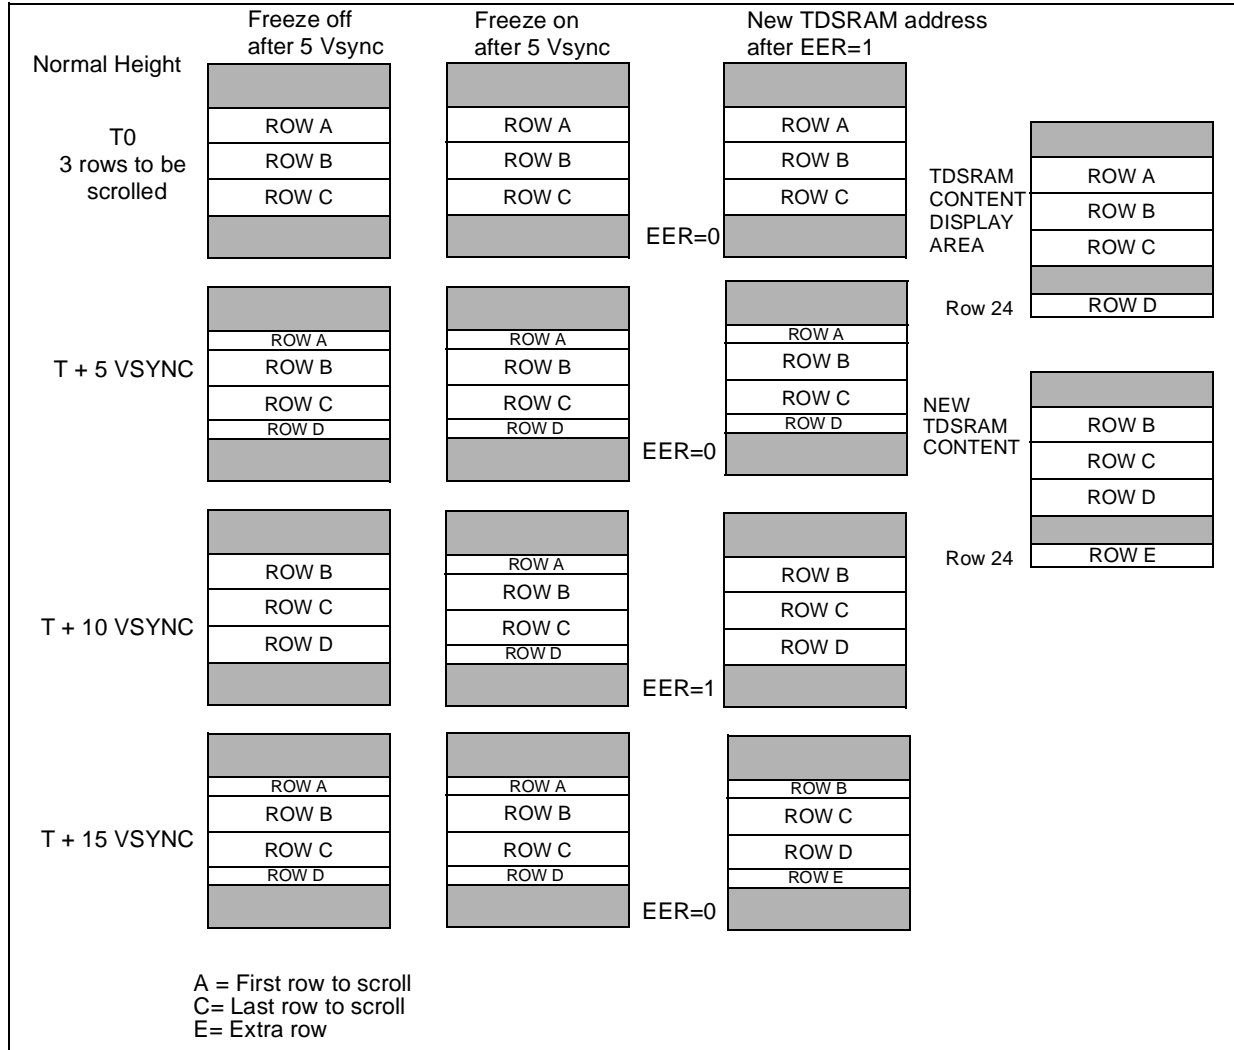 Freeze off
after 5 Vsync
Freeze on
after 5 Vsync
New TDSRAM address
after EER=1
Normal Height
T0
3 rows to be
scrolled
ROW A
ROW B
ROW C
ROW A
ROW B
ROW C
EER=0
ROW A
ROW B
ROW C
TDSRAM
CONTENT
DISPLAY
AREA
ROW A
ROW B
ROW C
Row 24
ROW D
T + 5 VSYNC
ROW A
ROW B
ROW C
ROW D
ROW A
ROW B
ROW C
ROW D
EER=0
ROW A
ROW B
ROW C
ROW D
NEW
TDSRAM
CONTENT
ROW B
ROW C
ROW D
Row 24
ROW E
T + 10 VSYNC
ROW B
ROW C
ROW D
ROW A
ROW B
ROW C
ROW D
EER=1
ROW B
ROW C
ROW D
T + 15 VSYNC
ROW A
ROW B
ROW C
ROW D
ROW A
ROW B
ROW C
ROW D
EER=0
ROW B
ROW C
ROW D
ROW E
A = First row to scroll
C= Last row to scroll
E= Extra row